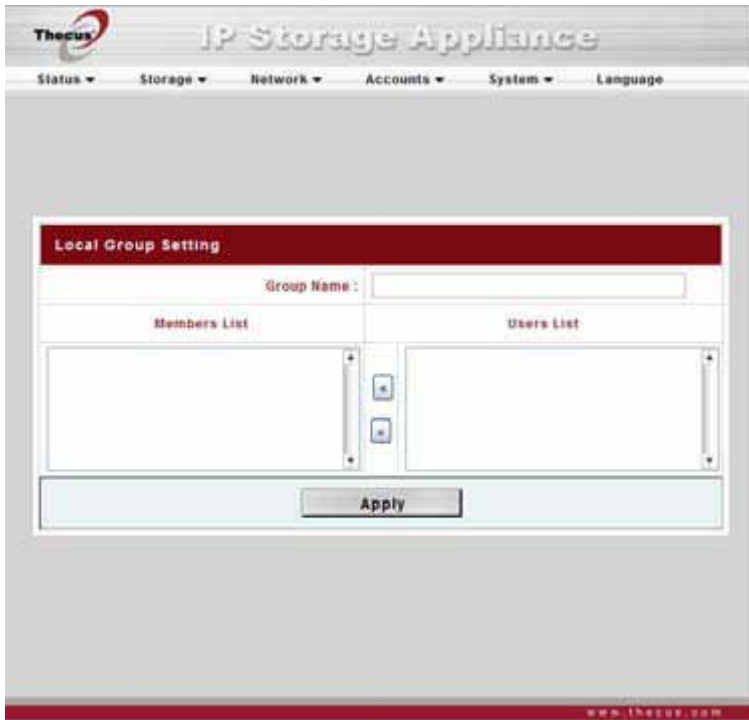 Thecus
IP Storage Appliance
Status Storage Network Accounts System Language
Local Group Setting
Group Name :
Members List Users List
Apply
www.thecus.com